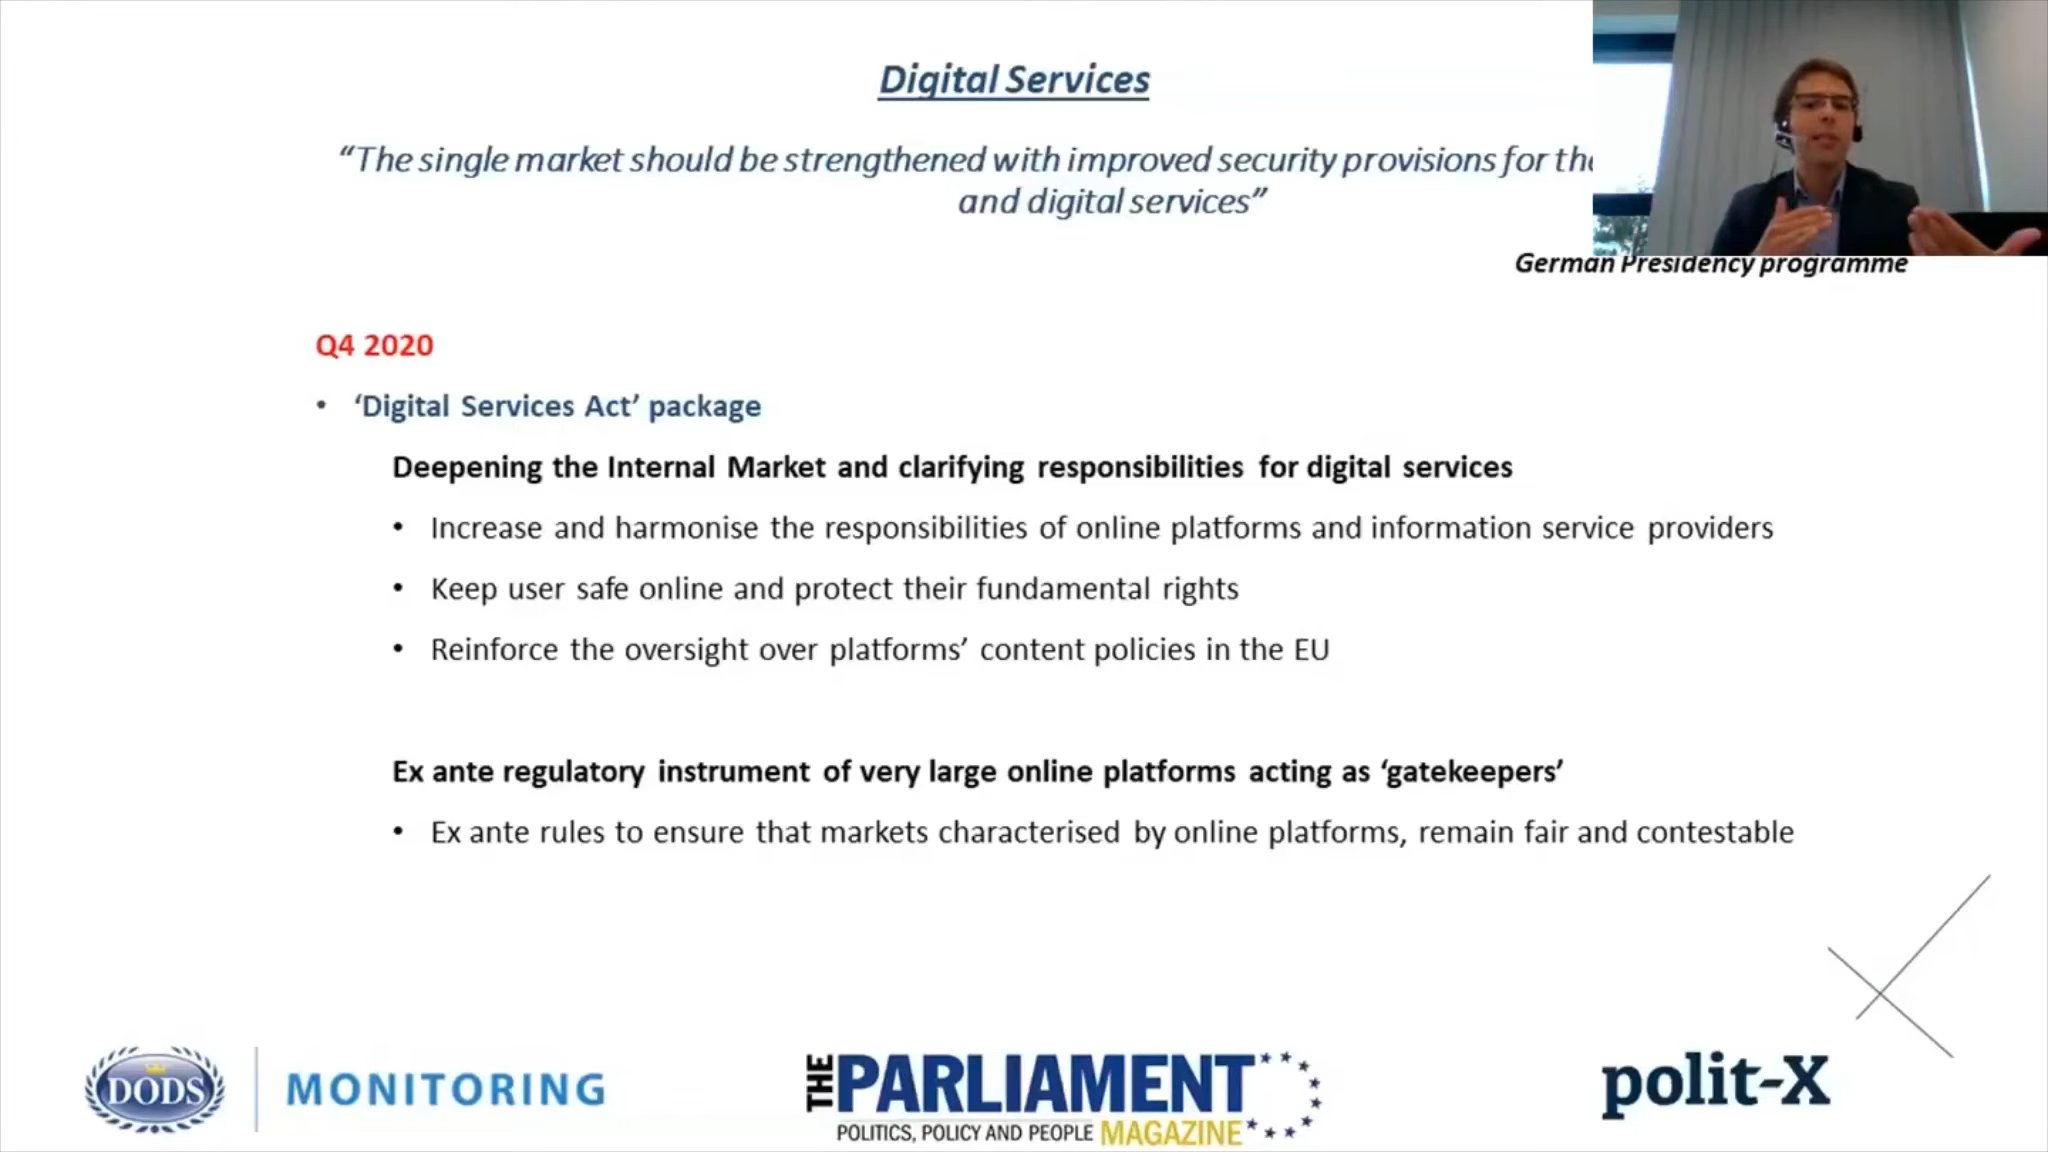 Digital Services
“The single market should be strengthened with improved security provisions for
and digital services”
German Presidency programme
Q4 2020
• ‘Digital Services Act’ package
Deepening the Internal Market and clarifying responsibilities for digital services
• Increase and harmonise the responsibilities of online platforms and information service providers
• Keep user safe online and protect their fundamental rights
• Reinforce the oversight over platforms’ content policies in the EU
Ex ante regulatory instrument of very large online platforms acting as ‘gatekeepers’
• Ex ante rules to ensure that markets characterised by online platforms, remain fair and contestable
DODS MONITORING
THE PARLIAMENT
POLITICS, POLICY AND PEOPLE MAGAZINE
polit-X